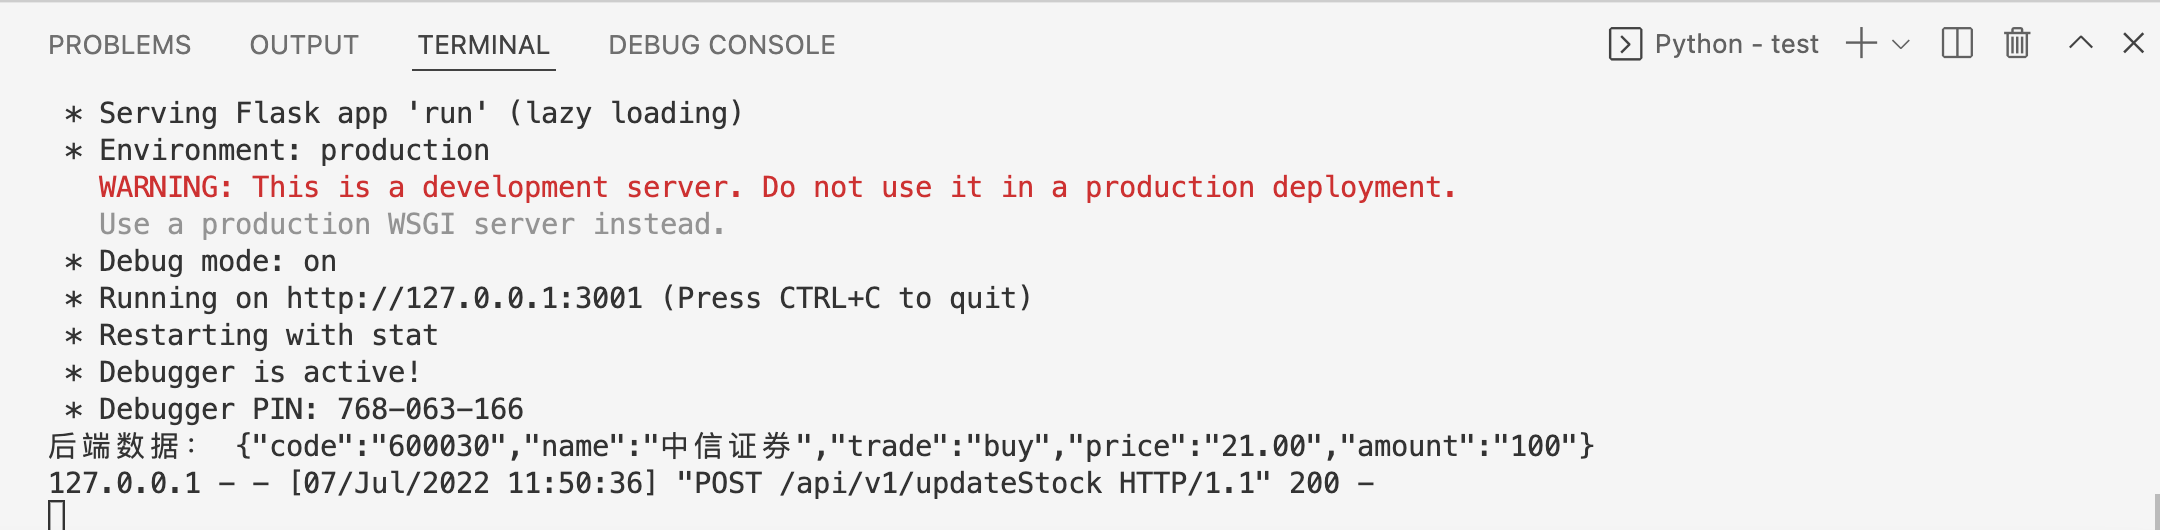 PROBLEMS OUTPUT TERMINAL DEBUG CONSOLE Python - test
* Serving Flask app 'run' (lazy loading)
* Environment: production
WARNING: This is a development server. Do not use it in a production deployment.
Use a production WSGI server instead.
* Debug mode: on
* Running on http://127.0.0.1:3001 (Press CTRL+C to quit)
* Restarting with stat
* Debugger is active!
* Debugger PIN: 768-063-166
后端数据： {"code":"600030","name":"中信证券","trade":"buy","price":"21.00","amount":"100"}
127.0.0.1 - - [07/Jul/2022 11:50:36] "POST /api/v1/updateStock HTTP/1.1" 200 -